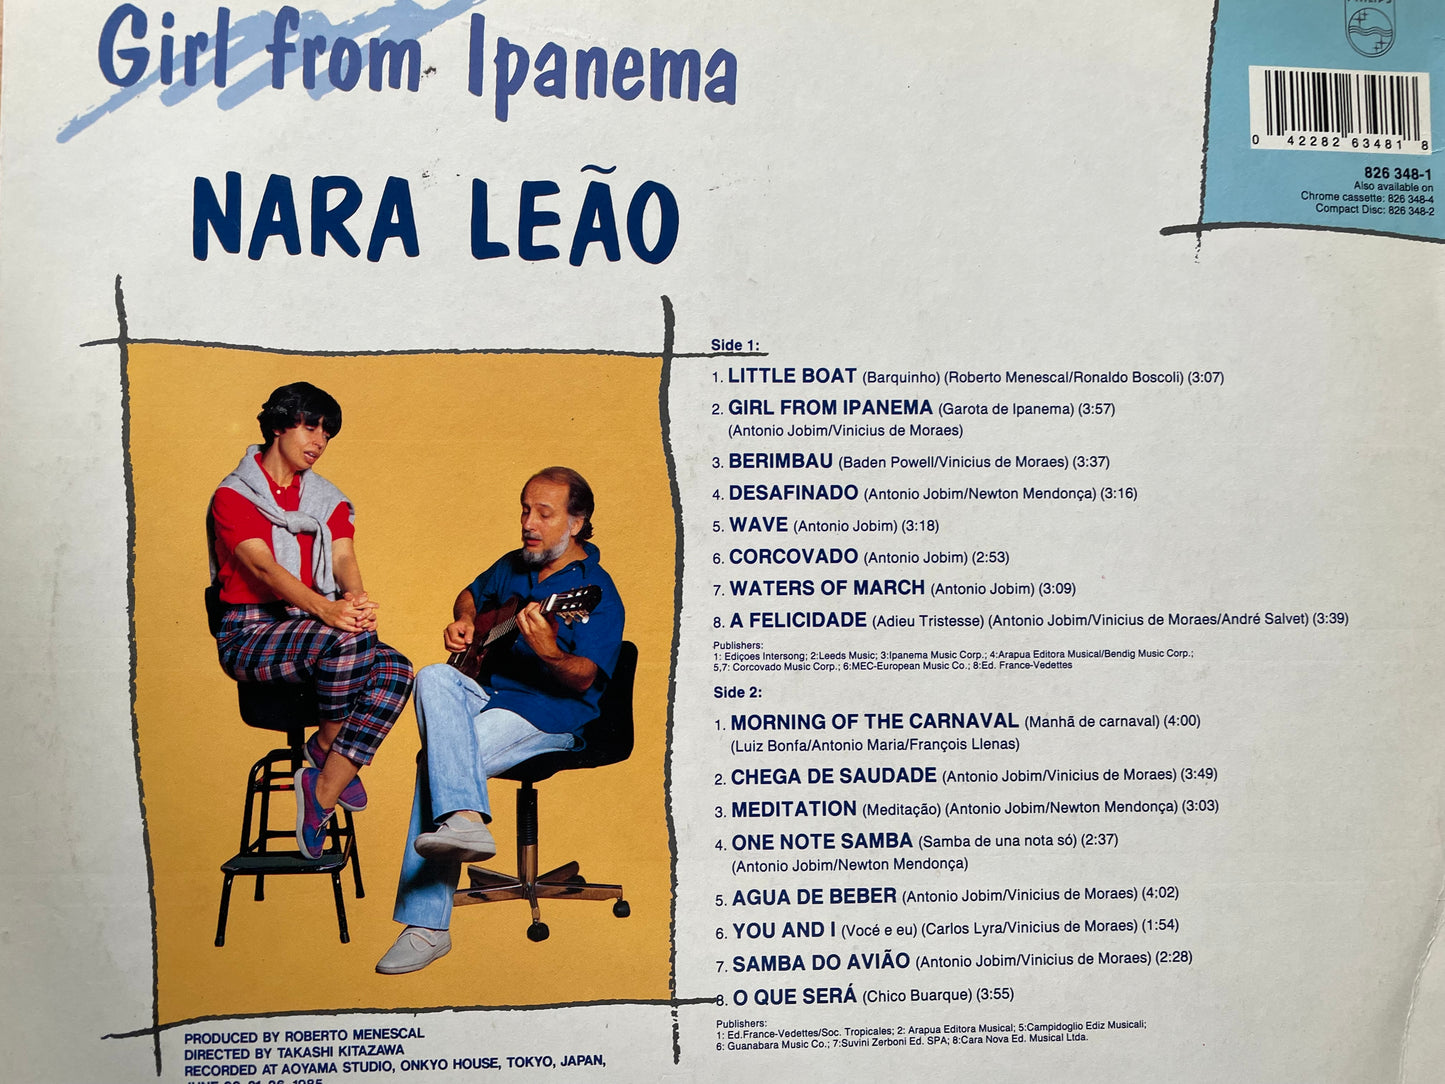 Girl from Ipanema
NARA LEÃO
PHILIPS
0 42282 63481 8
826 348-1
Also available on
Chrome cassette: 826 348-4
Compact Disc: 826 348-2
Side 1:
1. LITTLE BOAT (Barquinho) (Roberto Menescal/Ronaldo Boscoli) (3:07)
2. GIRL FROM IPANEMA (Garota de Ipanema) (3:57)
(Antonio Jobim/Vinicius de Moraes)
3. BERIMBAU (Baden Powell/Vinicius de Moraes) (3:37)
4. DESAFINADO (Antonio Jobim/Newton Mendonça) (3:16)
5. WAVE (Antonio Jobim) (3:18)
6. CORCOVADO (Antonio Jobim) (2:53)
7. WATERS OF MARCH (Antonio Jobim) (3:09)
8. A FELICIDADE (Adieu Tristesse) (Antonio Jobim/Vinicius de Moraes/André Salvet) (3:39)
Publishers:
1: Ediçoes Intersong; 2:Leeds Music; 3:Ipanema Music Corp.; 4:Arapua Editora Musical/Bendig Music Corp.;
5,7: Corcovado Music Corp.; 6:MEC-European Music Co.; 8:Ed. France-Vedettes
Side 2:
1. MORNING OF THE CARNAVAL (Manhã de carnaval) (4:00)
(Luiz Bonfa/Antonio Maria/François Llenas)
2. CHEGA DE SAUDADE (Antonio Jobim/Vinicius de Moraes) (3:49)
3. MEDITATION (Meditação) (Antonio Jobim/Newton Mendonça) (3:03)
4. ONE NOTE SAMBA (Samba de una nota só) (2:37)
(Antonio Jobim/Newton Mendonça)
5. AGUA DE BEBER (Antonio Jobim/Vinicius de Moraes) (4:02)
6. YOU AND I (Vocé e eu) (Carlos Lyra/Vinicius de Moraes) (1:54)
7. SAMBA DO AVIÃO (Antonio Jobim/Vinicius de Moraes) (2:28)
8. O QUE SERÁ (Chico Buarque) (3:55)
Publishers:
1: Ed.France-Vedettes/Soc. Tropicales; 2: Arapua Editora Musical; 5:Campidoglio Ediz Musicali;
6: Guanabara Music Co.; 7:Suvini Zerboni Ed. SPA; 8:Cara Nova Ed. Musical Ltda.
PRODUCED BY ROBERTO MENESCAL
DIRECTED BY TAKASHI KITAZAWA
RECORDED AT AOYAMA STUDIO, ONKYO HOUSE, TOKYO, JAPAN,
1985